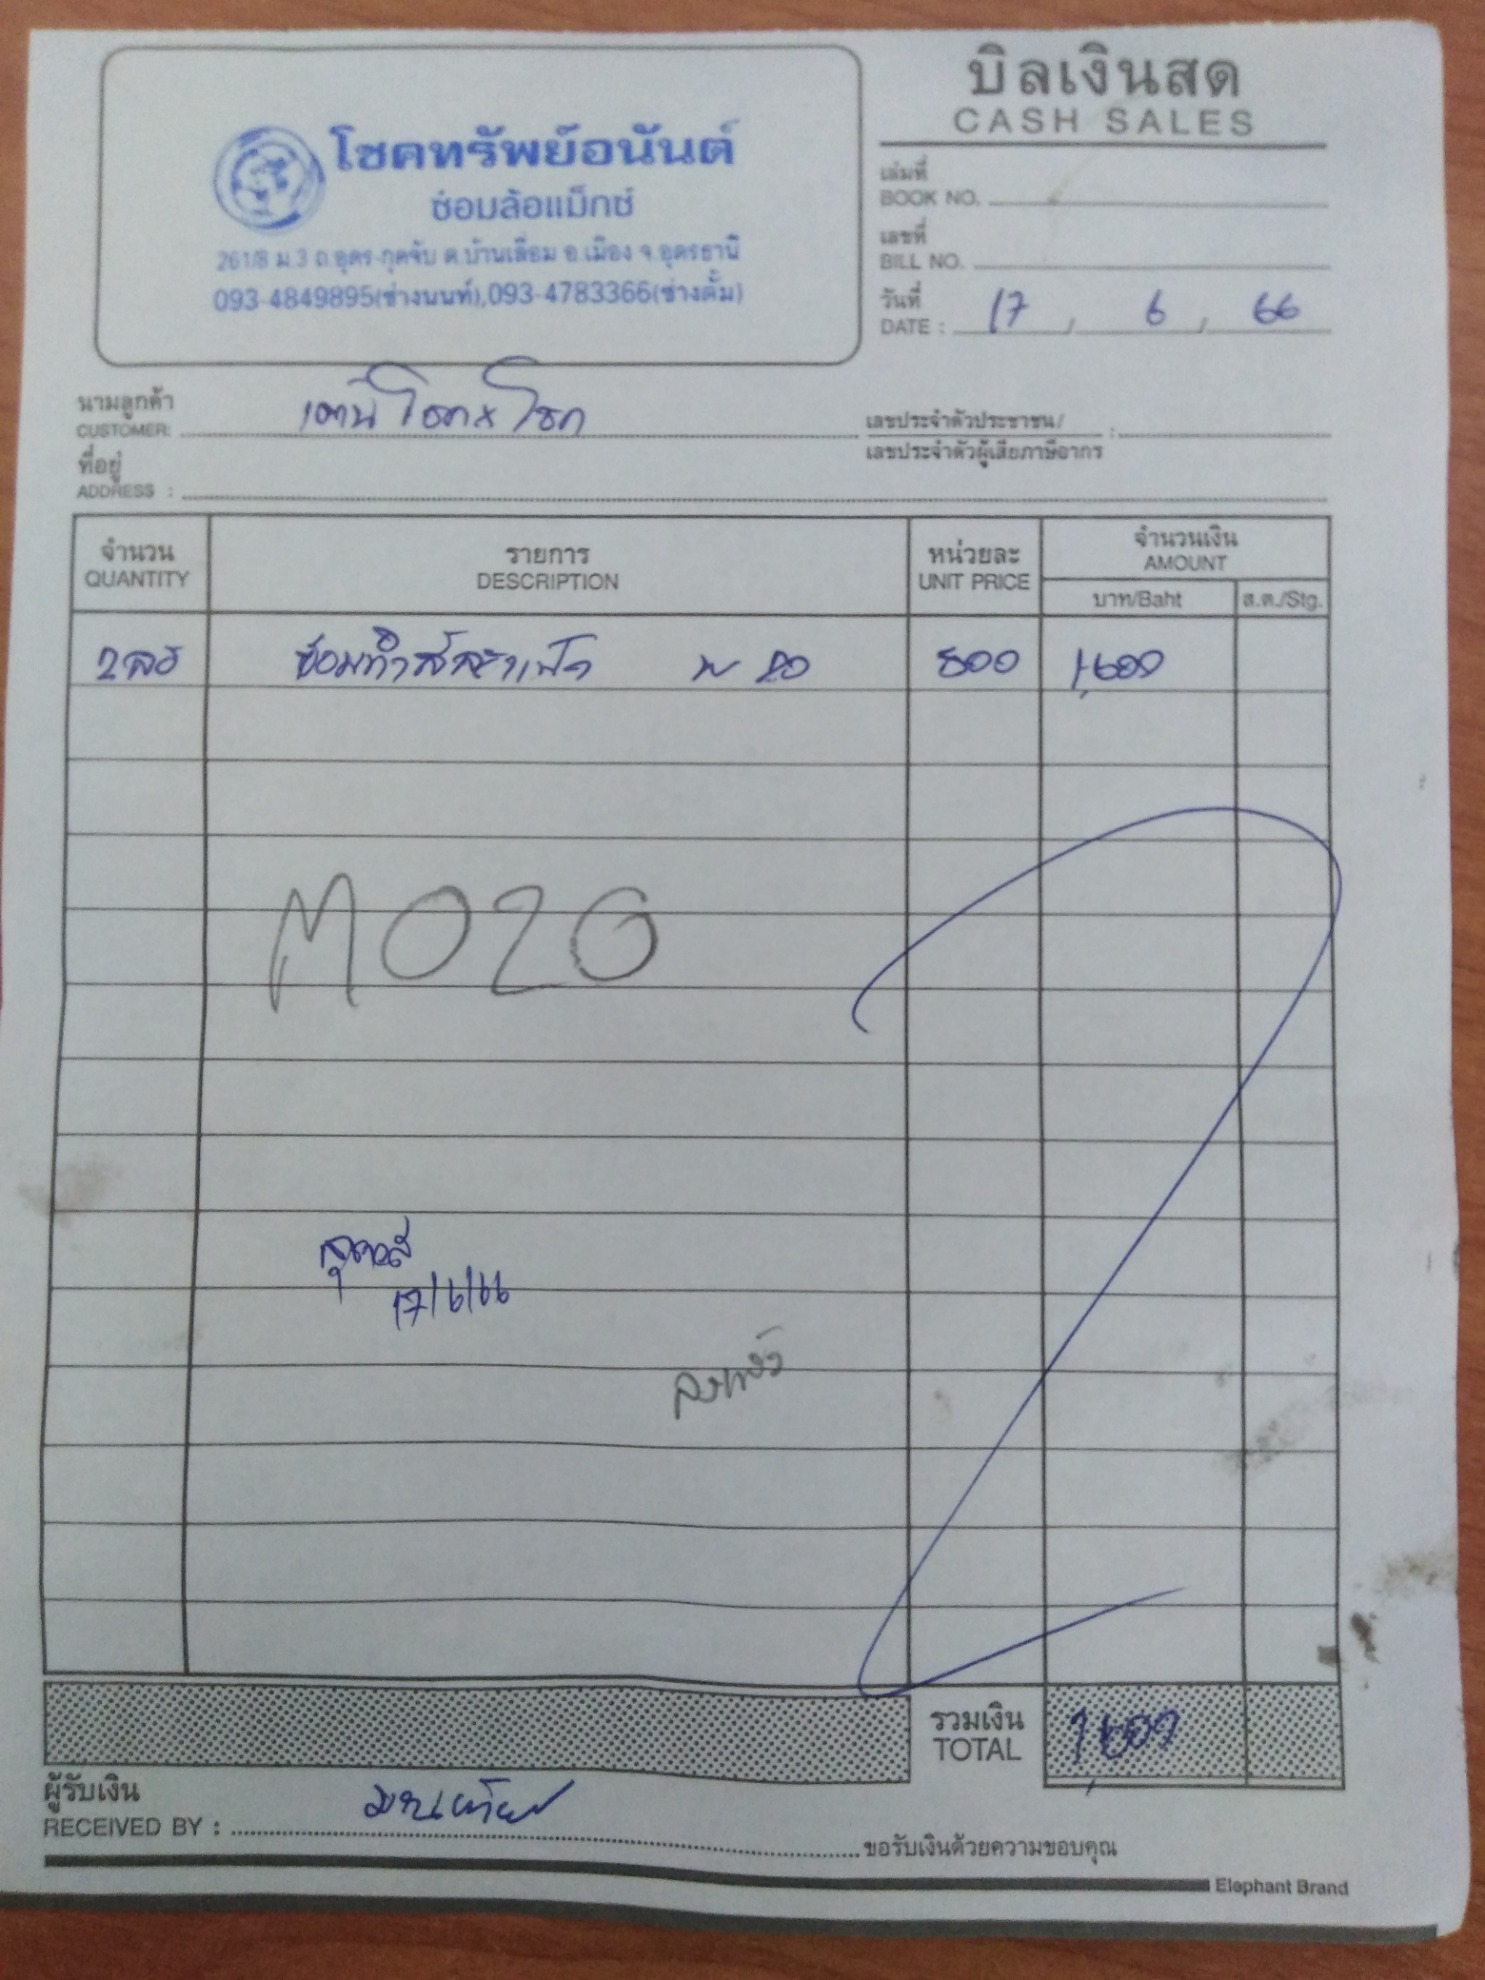 บิลเงินสด
CASH SALES
โชคทรัพย์อนันต์
ซ่อมล้อแม็กซ์
261/8 ม.3 ถ.อุดร-กุดจับ ต.บ้านเลื่อม อ.เมือง จ.อุดรธานี
093-4849895(ช่างนนท์),093-4783366(ช่างตั้ม)
เล่มที่
BOOK NO.
เลขที่
BILL NO.
วันที่
DATE : 17 / 6 / 66
นามลูกค้า
CUSTOMER:
เลขประจำตัวประชาชน/
เลขประจำตัวผู้เสียภาษีอากร :
ที่อยู่
ADDRESS :
จำนวน รายการ หน่วยละ จำนวนเงิน
QUANTITY DESCRIPTION UNIT PRICE AMOUNT
บาท/Baht ส.ต./Stg.
800 1,600
MO20
17/6/66
ลงแล้ว
รวมเงิน
TOTAL 1,600
ผู้รับเงิน
RECEIVED BY :
ขอรับเงินด้วยความขอบคุณ
Elephant Brand